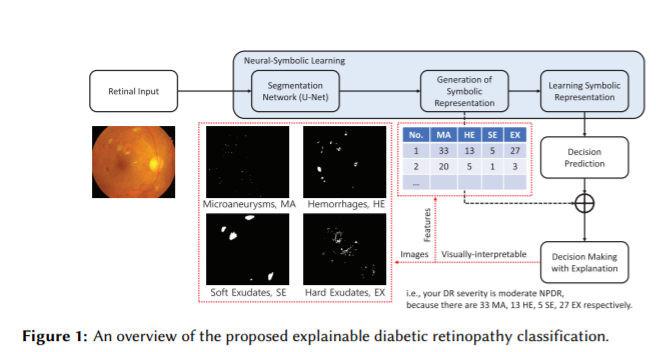 Neural-Symbolic Learning
Retinal Input
Segmentation
Network (U-Net)
Generation of
Symbolic
Representation
Learning Symbolic
Representation
No. MA HE SE EX
1 33 13 5 27
2 20 5 1 3
...
Decision
Prediction
Microaneurysms, MA
Hemorrhages, HE
Soft Exudates, SE
Hard Exudates, EX
Features
Images
Visually-interpretable
Decision Making
with Explanation
i.e., your DR severity is moderate NPDR,
because there are 33 MA, 13 HE, 5 SE, 27 EX respectively.
Figure 1: An overview of the proposed explainable diabetic retinopathy classification.